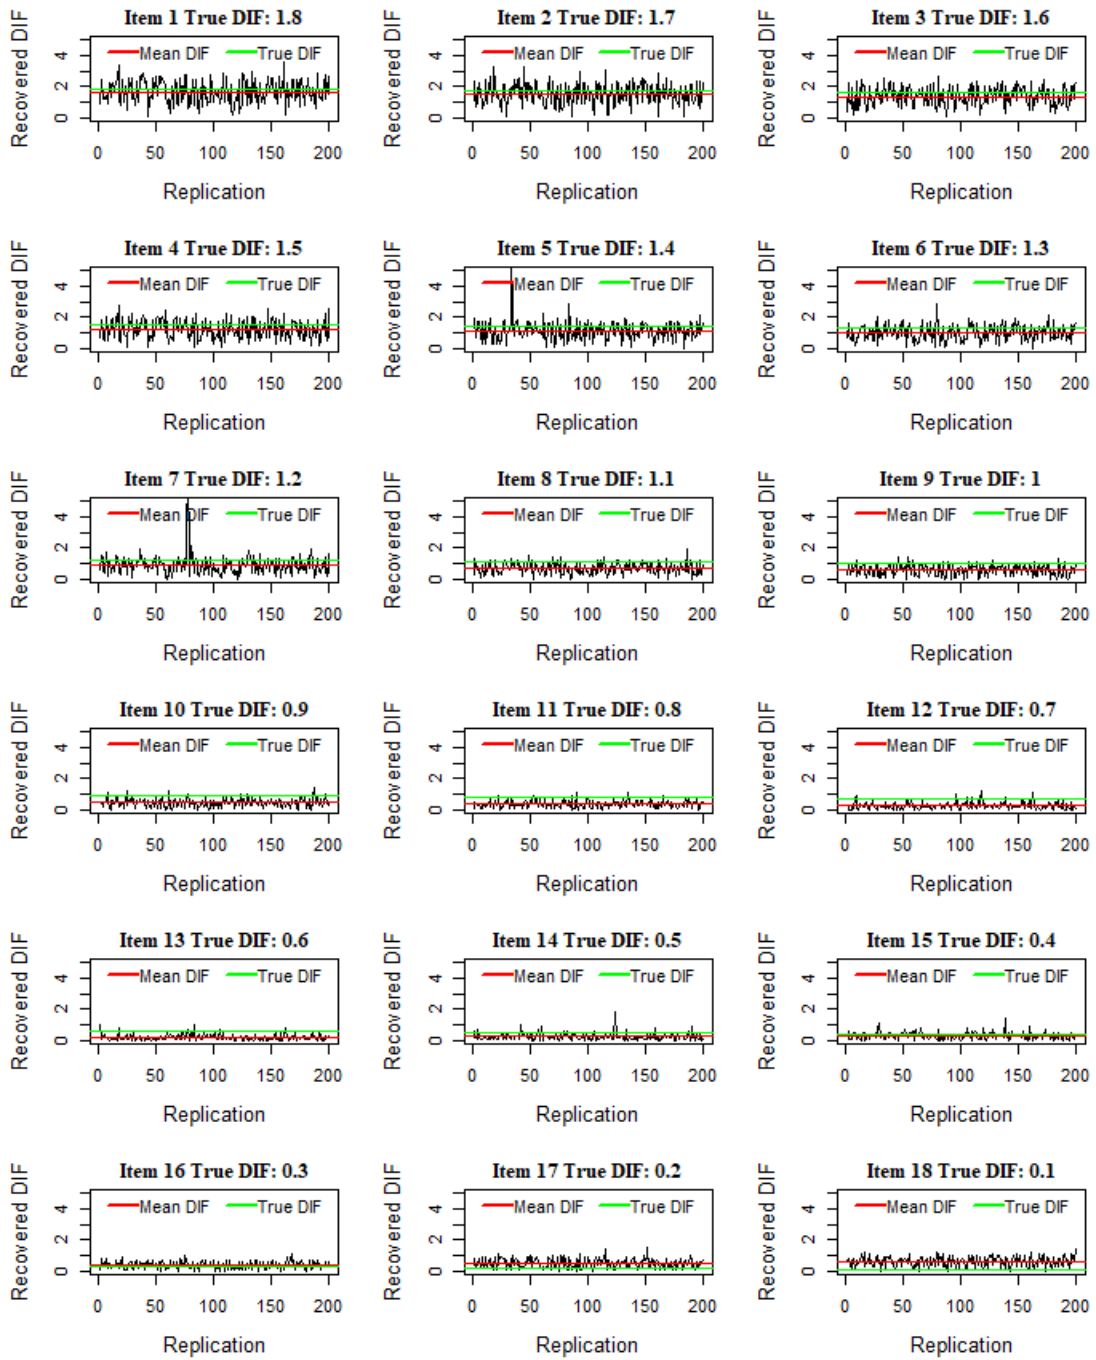 Item 1 True DIF: 1.8
Recovered DIF
Mean DIF True DIF
4
2
0
0 50 100 150 200
Replication
Item 2 True DIF: 1.7
Recovered DIF
Mean DIF True DIF
4
2
0
0 50 100 150 200
Replication
Item 3 True DIF: 1.6
Recovered DIF
Mean DIF True DIF
4
2
0
0 50 100 150 200
Replication
Item 4 True DIF: 1.5
Recovered DIF
Mean DIF True DIF
4
2
0
0 50 100 150 200
Replication
Item 5 True DIF: 1.4
Recovered DIF
Mean DIF True DIF
4
2
0
0 50 100 150 200
Replication
Item 6 True DIF: 1.3
Recovered DIF
Mean DIF True DIF
4
2
0
0 50 100 150 200
Replication
Item 7 True DIF: 1.2
Recovered DIF
Mean DIF True DIF
4
2
0
0 50 100 150 200
Replication
Item 8 True DIF: 1.1
Recovered DIF
Mean DIF True DIF
4
2
0
0 50 100 150 200
Replication
Item 9 True DIF: 1
Recovered DIF
Mean DIF True DIF
4
2
0
0 50 100 150 200
Replication
Item 10 True DIF: 0.9
Recovered DIF
Mean DIF True DIF
4
2
0
0 50 100 150 200
Replication
Item 11 True DIF: 0.8
Recovered DIF
Mean DIF True DIF
4
2
0
0 50 100 150 200
Replication
Item 12 True DIF: 0.7
Recovered DIF
Mean DIF True DIF
4
2
0
0 50 100 150 200
Replication
Item 13 True DIF: 0.6
Recovered DIF
Mean DIF True DIF
4
2
0
0 50 100 150 200
Replication
Item 14 True DIF: 0.5
Recovered DIF
Mean DIF True DIF
4
2
0
0 50 100 150 200
Replication
Item 15 True DIF: 0.4
Recovered DIF
Mean DIF True DIF
4
2
0
0 50 100 150 200
Replication
Item 16 True DIF: 0.3
Recovered DIF
Mean DIF True DIF
4
2
0
0 50 100 150 200
Replication
Item 17 True DIF: 0.2
Recovered DIF
Mean DIF True DIF
4
2
0
0 50 100 150 200
Replication
Item 18 True DIF: 0.1
Recovered DIF
Mean DIF True DIF
4
2
0
0 50 100 150 200
Replication